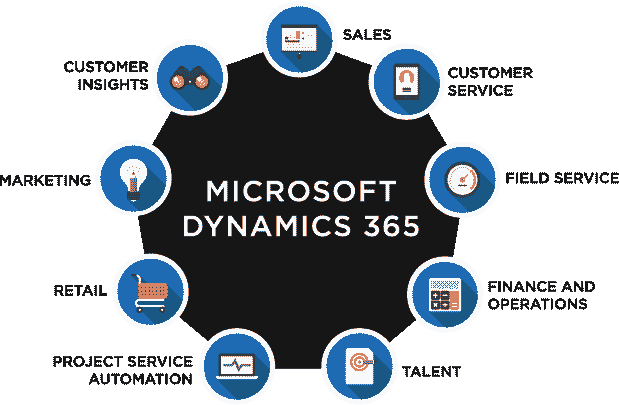 SALES
CUSTOMER
INSIGHTS
CUSTOMER
SERVICE
MARKETING
MICROSOFT
DYNAMICS 365
FIELD SERVICE
RETAIL
FINANCE AND
OPERATIONS
PROJECT SERVICE
AUTOMATION
TALENT